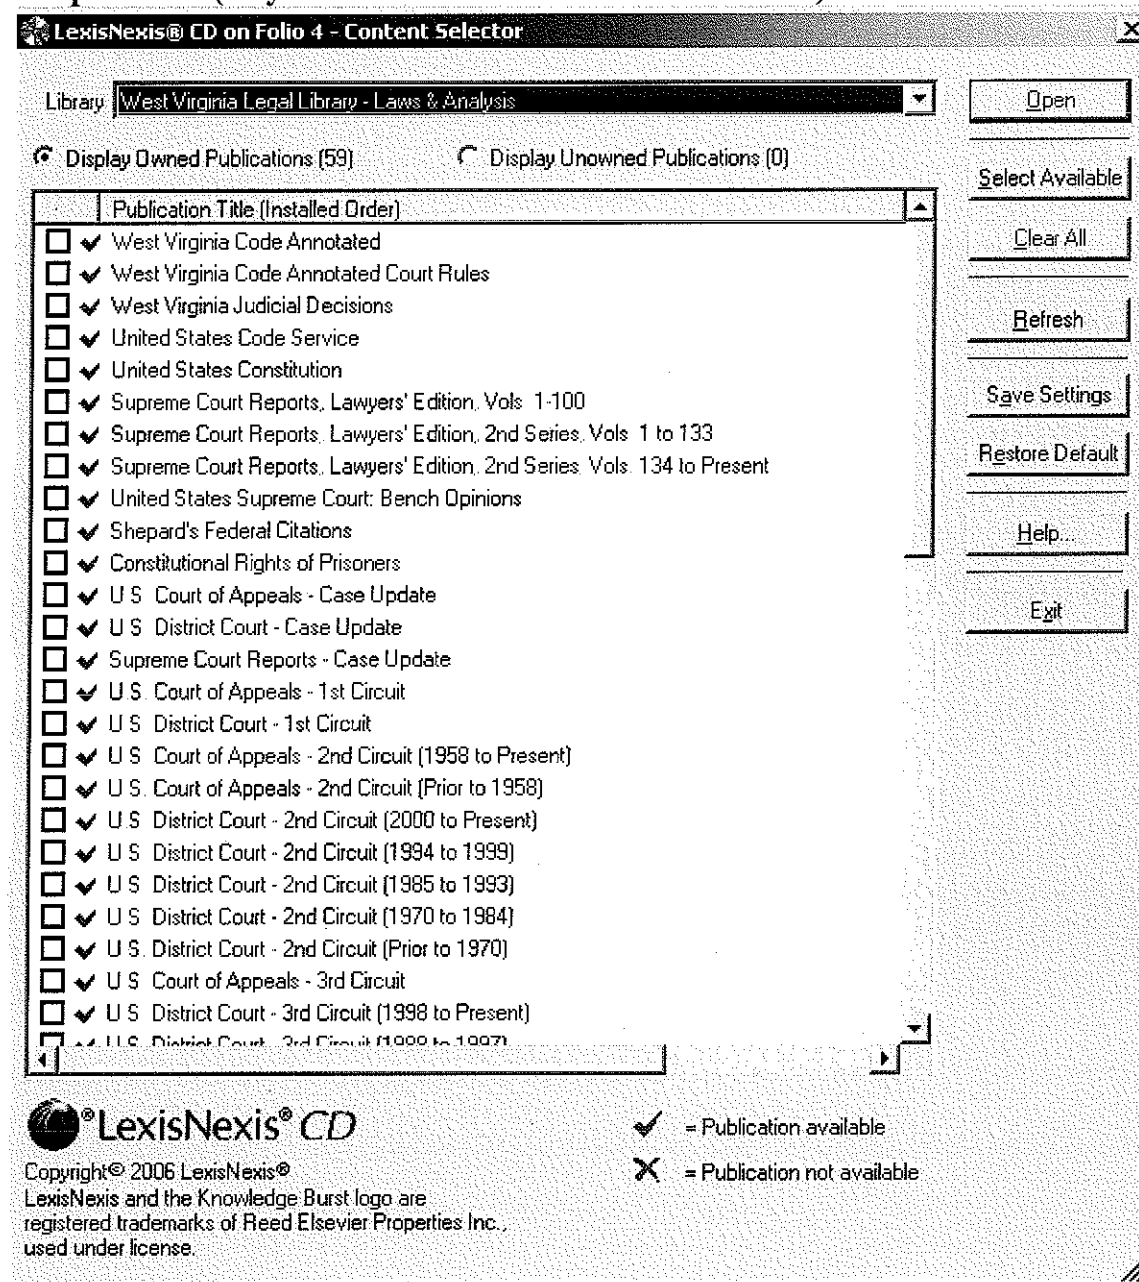 LexisNexis® CD on Folio 4 - Content Selector
Library West Virginia Legal Library - Laws & Analysis
Open
Display Owned Publications (59) Display Unowned Publications (0)
Select Available
Publication Title (Installed Order)
Clear All
West Virginia Code Annotated
West Virginia Code Annotated Court Rules
West Virginia Judicial Decisions
Refresh
United States Code Service
United States Constitution
Save Settings
Supreme Court Reports, Lawyers' Edition, Vols 1-100
Supreme Court Reports, Lawyers' Edition, 2nd Series, Vols 1 to 133
Restore Default
Supreme Court Reports, Lawyers' Edition, 2nd Series, Vols. 134 to Present
United States Supreme Court: Bench Opinions
Shepard's Federal Citations
Help...
Constitutional Rights of Prisoners
U S Court of Appeals - Case Update
Exit
U S District Court - Case Update
Supreme Court Reports - Case Update
U.S. Court of Appeals - 1st Circuit
U S District Court - 1st Circuit
U S Court of Appeals - 2nd Circuit (1958 to Present)
U S. Court of Appeals - 2nd Circuit (Prior to 1958)
U.S District Court - 2nd Circuit (2000 to Present)
U S District Court - 2nd Circuit (1994 to 1999)
U S District Court - 2nd Circuit (1985 to 1993)
U S District Court - 2nd Circuit (1970 to 1984)
U S. District Court - 2nd Circuit (Prior to 1970)
U S Court of Appeals - 3rd Circuit
U S District Court - 3rd Circuit (1998 to Present)
U S District Court - 3rd Circuit (1988 to 1997)
®LexisNexis® CD
= Publication available
= Publication not available
Copyright© 2006 LexisNexis®
LexisNexis and the Knowledge Burst logo are
registered trademarks of Reed Elsevier Properties Inc.,
used under license.